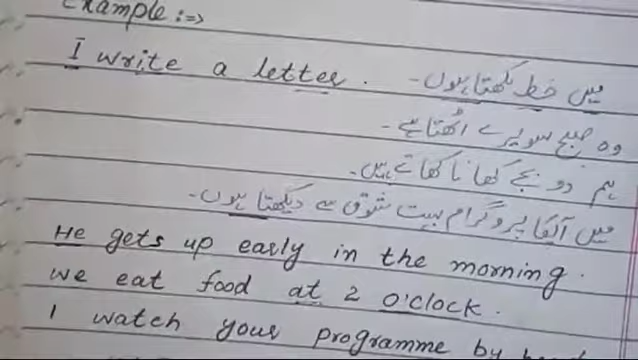 Example :=>
I write a letter. میں خط لکھتا ہوں۔
وہ صبح سویرے اٹھتا ہے۔
ہم دو بجے کھانا کھاتے ہیں۔
میں آپکا پروگرام بہت شوق سے دیکھتا ہوں۔
He gets up early in the morning.
we eat food at 2 o'clock.
I watch your programme by